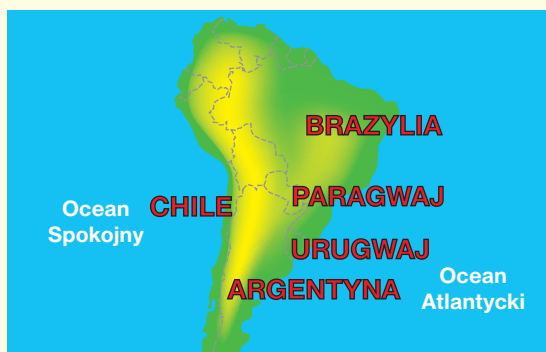 BRAZYLIA
CHILE
PARAGWAJ
Ocean
Spokojny
URUGWAJ
ARGENTYNA
Ocean
Atlantycki